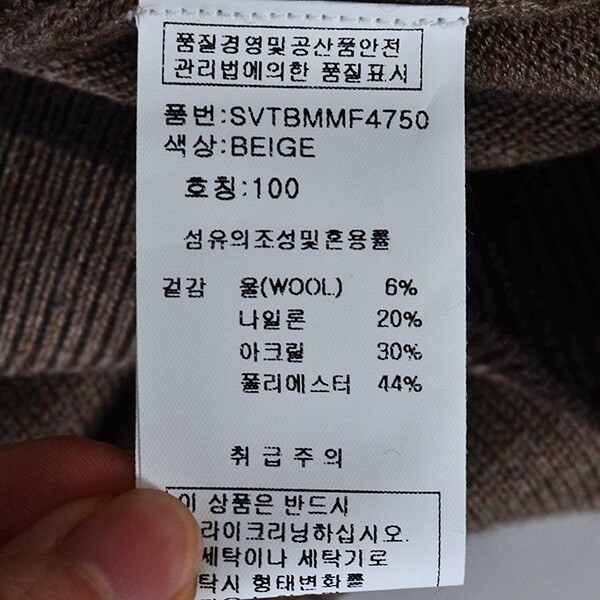 품질경영및공산품안전
관리법에의한 품질표시
품번:SVTBMMF4750
색상:BEIGE
호칭:100
섬유의조성및혼용률
겉감 울(WOOL) 6%
나일론 20%
아크릴 30%
폴리에스터 44%
취급주의
이 상품은 반드시
라이크리닝하십시오.
세탁이나 세탁기로
탁시 형태변화률